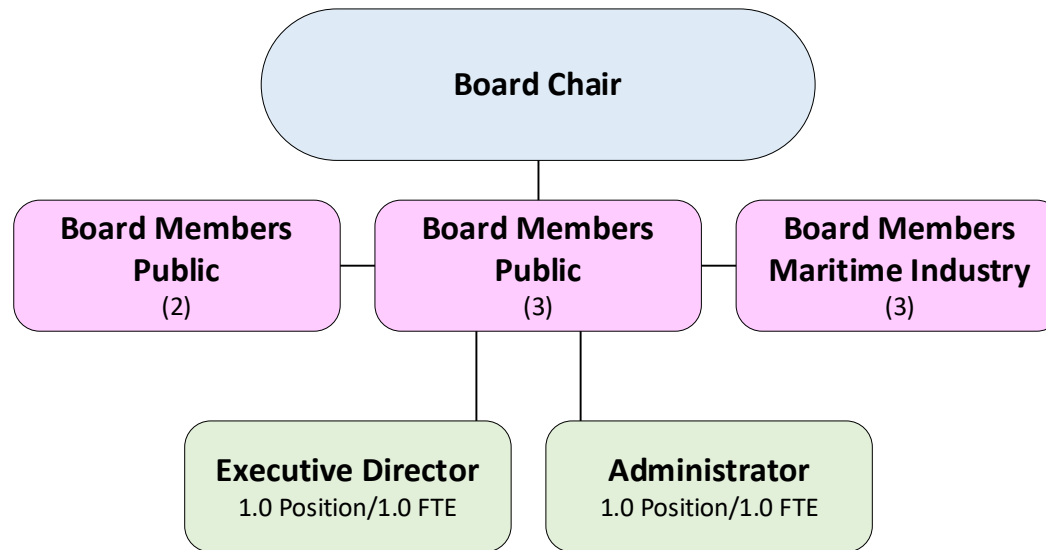 Board Chair
Board Members
Public
(2)
Board Members
Public
(3)
Board Members
Maritime Industry
(3)
Executive Director
1.0 Position/1.0 FTE
Administrator
1.0 Position/1.0 FTE